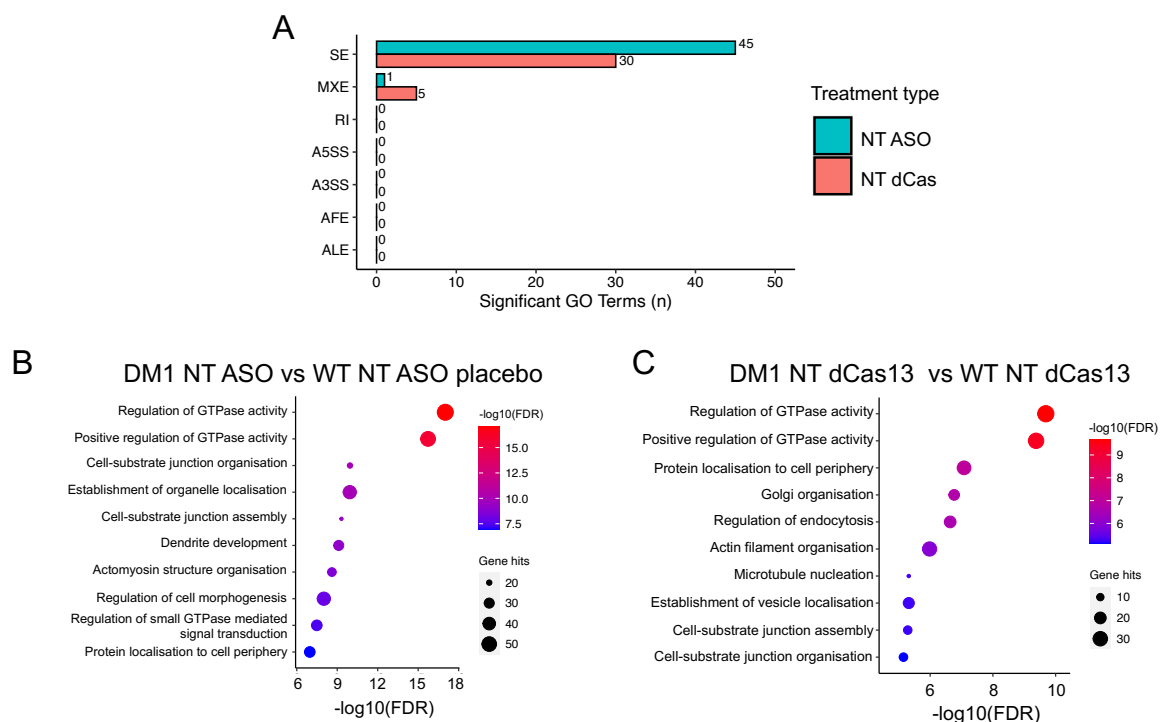 A
SE
45
30
MXE
1
5
RI
0
0
A5SS
0
0
A3SS
0
0
AFE
0
0
ALE
0
0
0 10 20 30 40 50
Significant GO Terms (n)
Treatment type
NT ASO
NT dCas
B
DM1 NT ASO vs WT NT ASO placebo
Regulation of GTPase activity
Positive regulation of GTPase activity
Cell-substrate junction organisation
Establishment of organelle localisation
Cell-substrate junction assembly
Dendrite development
Actomyosin structure organisation
Regulation of cell morphogenesis
Regulation of small GTPase mediated
signal transduction
Protein localisation to cell periphery
6 9 12 15 18
-log10(FDR)
-log10(FDR)
15.0
12.5
10.0
7.5
Gene hits
20
30
40
50
C
DM1 NT dCas13 vs WT NT dCas13
Regulation of GTPase activity
Positive regulation of GTPase activity
Protein localisation to cell periphery
Golgi organisation
Regulation of endocytosis
Actin filament organisation
Microtubule nucleation
Establishment of vesicle localisation
Cell-substrate junction assembly
Cell-substrate junction organisation
6 8 10
-log10(FDR)
-log10(FDR)
9
8
7
6
Gene hits
10
20
30